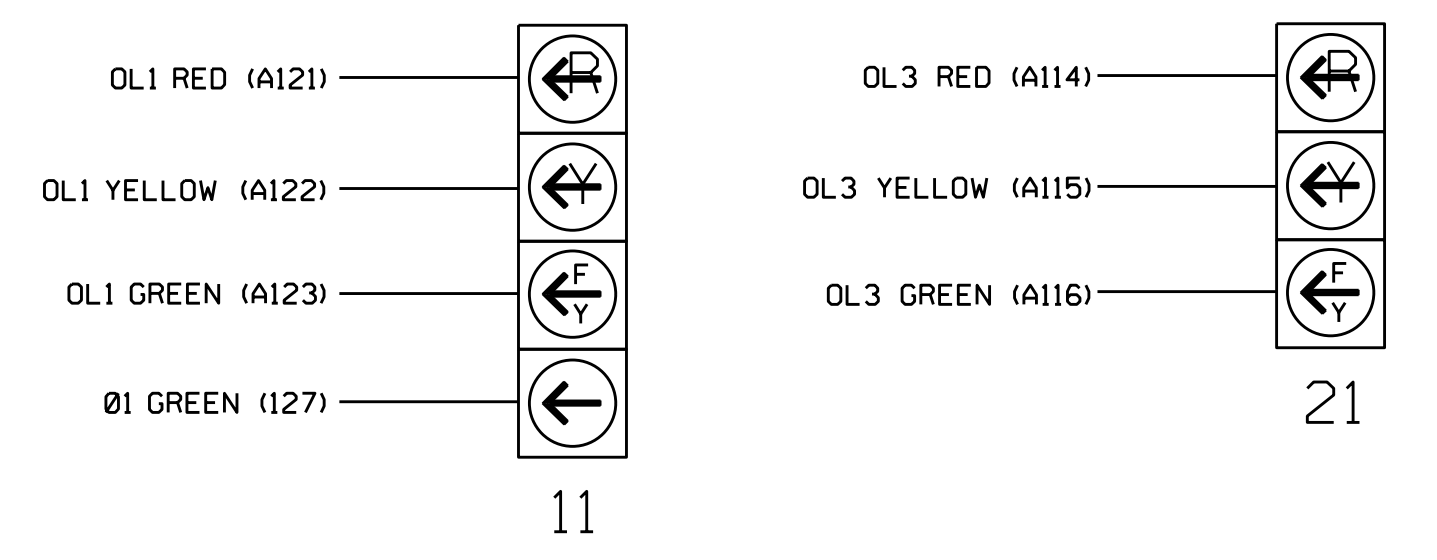 OL1 RED (A121)
R
OL1 YELLOW (A122)
Y
OL1 GREEN (A123)
F
Y
Ø1 GREEN (127)
11
OL3 RED (A114)
R
OL3 YELLOW (A115)
Y
OL3 GREEN (A116)
F
Y
21